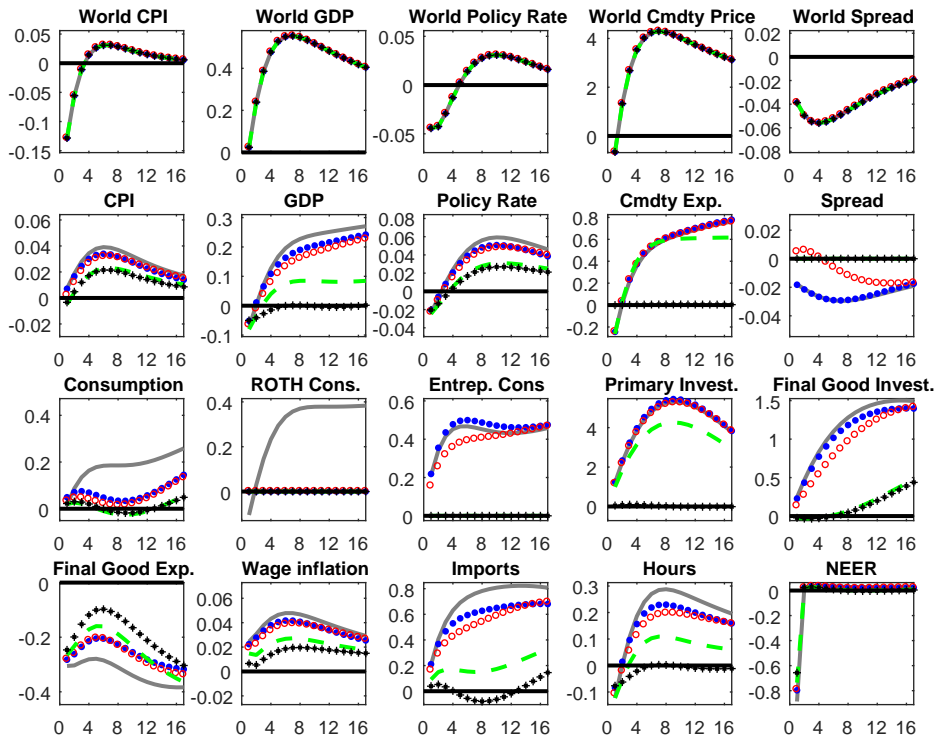 World CPI
0.05
0
-0.05
-0.1
-0.15
0 4 8 12 16
World GDP
0.4
0.2
0
0 4 8 12 16
World Policy Rate
0.05
0
-0.05
0 4 8 12 16
World Cmdty Price
4
2
0
0 4 8 12 16
World Spread
0.02
0
-0.02
-0.04
-0.06
-0.08
0 4 8 12 16
CPI
0.06
0.04
0.02
0
-0.02
0 4 8 12 16
GDP
0.3
0.2
0.1
0
-0.1
0 4 8 12 16
Policy Rate
0.08
0.06
0.04
0.02
0
-0.02
-0.04
0 4 8 12 16
Cmdty Exp.
0.8
0.6
0.4
0.2
0
-0.2
0 4 8 12 16
Spread
0.02
0
-0.02
-0.04
0 4 8 12 16
Consumption
0.4
0.2
0
0 4 8 12 16
ROTH Cons.
0.4
0.2
0
0 4 8 12 16
Entrep. Cons
0.6
0.4
0.2
0
0 4 8 12 16
Primary Invest.
4
2
0
0 4 8 12 16
Final Good Invest.
1.5
1
0.5
0
0 4 8 12 16
Final Good Exp.
0
-0.2
-0.4
0 4 8 12 16
Wage inflation
0.06
0.04
0.02
0
-0.02
0 4 8 12 16
Imports
0.8
0.6
0.4
0.2
0
0 4 8 12 16
Hours
0.3
0.2
0.1
0
-0.1
0 4 8 12 16
NEER
0
-0.2
-0.4
-0.6
-0.8
0 4 8 12 16